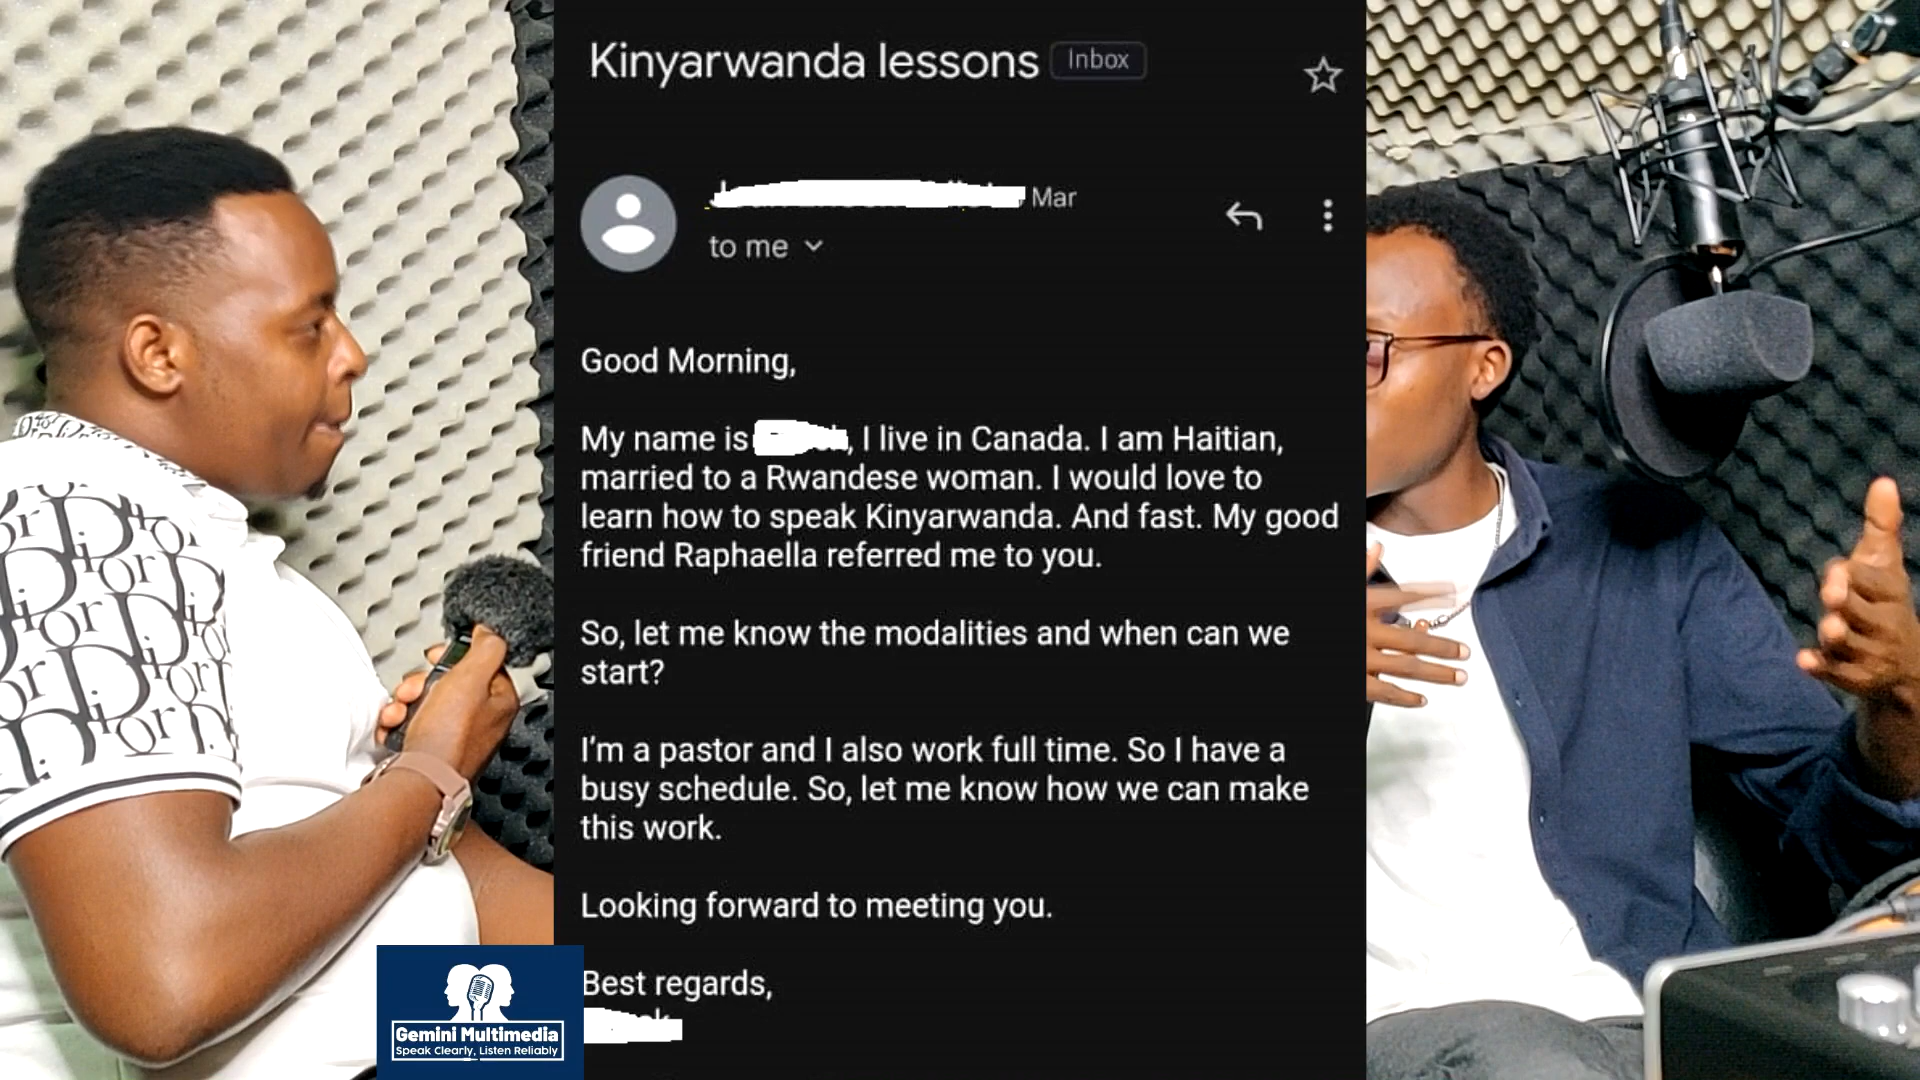 Kinyarwanda lessons Inbox
Mar
to me
Good Morning,
My name is , I live in Canada. I am Haitian,
married to a Rwandese woman. I would love to
learn how to speak Kinyarwanda. And fast. My good
friend Raphaella referred me to you.
So, let me know the modalities and when can we
start?
I'm a pastor and I also work full time. So I have a
busy schedule. So, let me know how we can make
this work.
Looking forward to meeting you.
Best regards,
Dior
Dior
Dior
Dior
Gemini Multimedia
Speak Clearly, Listen Reliably